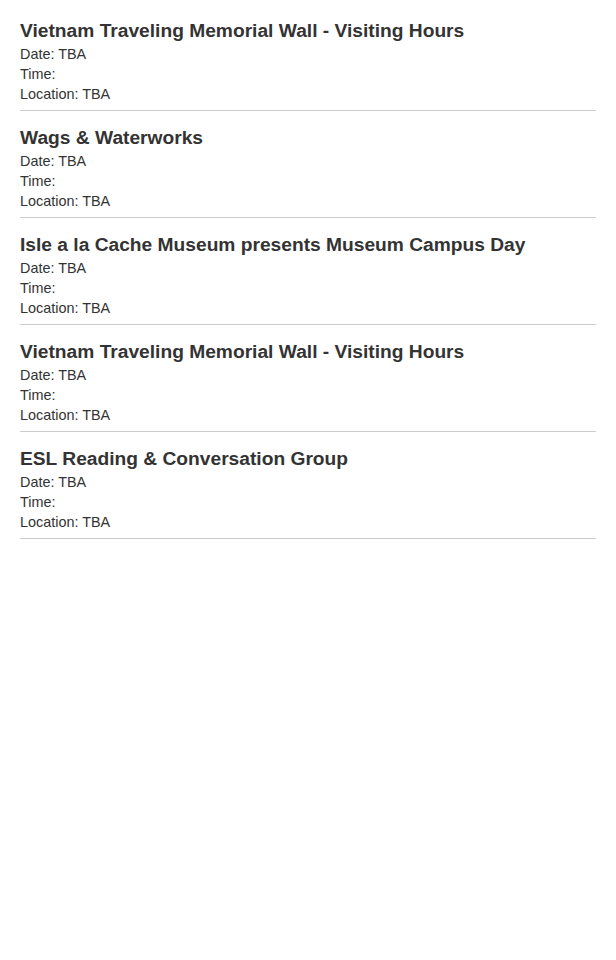 Vietnam Traveling Memorial Wall - Visiting Hours
Date: TBA
Time:
Location: TBA
Wags & Waterworks
Date: TBA
Time:
Location: TBA
Isle a la Cache Museum presents Museum Campus Day
Date: TBA
Time:
Location: TBA
Vietnam Traveling Memorial Wall - Visiting Hours
Date: TBA
Time:
Location: TBA
ESL Reading & Conversation Group
Date: TBA
Time:
Location: TBA